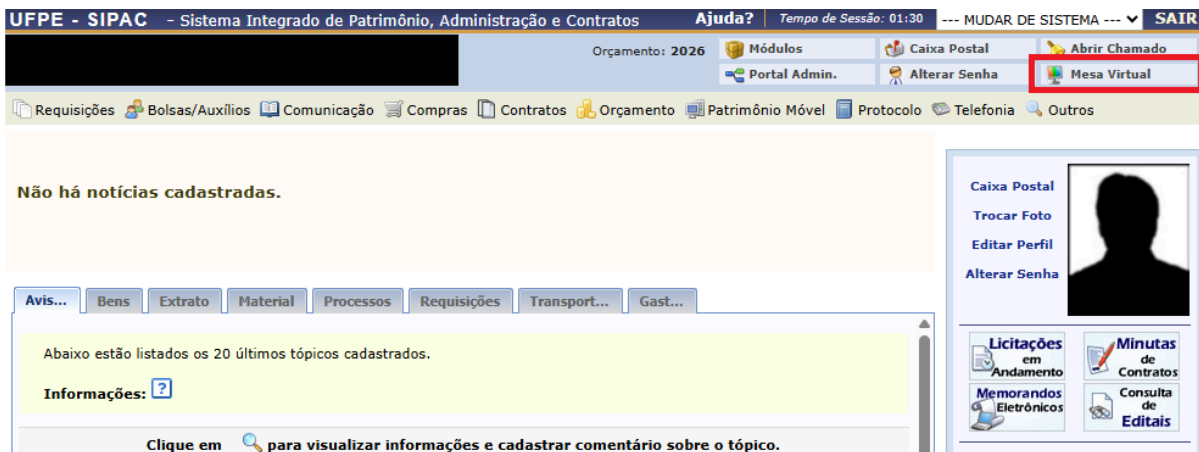 UFPE - SIPAC - Sistema Integrado de Patrimônio, Administração e Contratos Ajuda? Tempo de Sessão: 01:30 --- MUDAR DE SISTEMA --- SAIR
Orçamento: 2026 Módulos Caixa Postal Abrir Chamado
Portal Admin. Alterar Senha Mesa Virtual
Requisições Bolsas/Auxílios Comunicação Compras Contratos Orçamento Patrimônio Móvel Protocolo Telefonia Outros
Não há notícias cadastradas.
Caixa Postal
Trocar Foto
Editar Perfil
Alterar Senha
Avis... Bens Extrato Material Processos Requisições Transport... Gast...
Abaixo estão listados os 20 últimos tópicos cadastrados.
Informações: ?
Clique em para visualizar informações e cadastrar comentário sobre o tópico.
Licitações
em
Andamento
Minutas
de
Contratos
Memorandos
Eletrônicos
Consulta
de
Editais